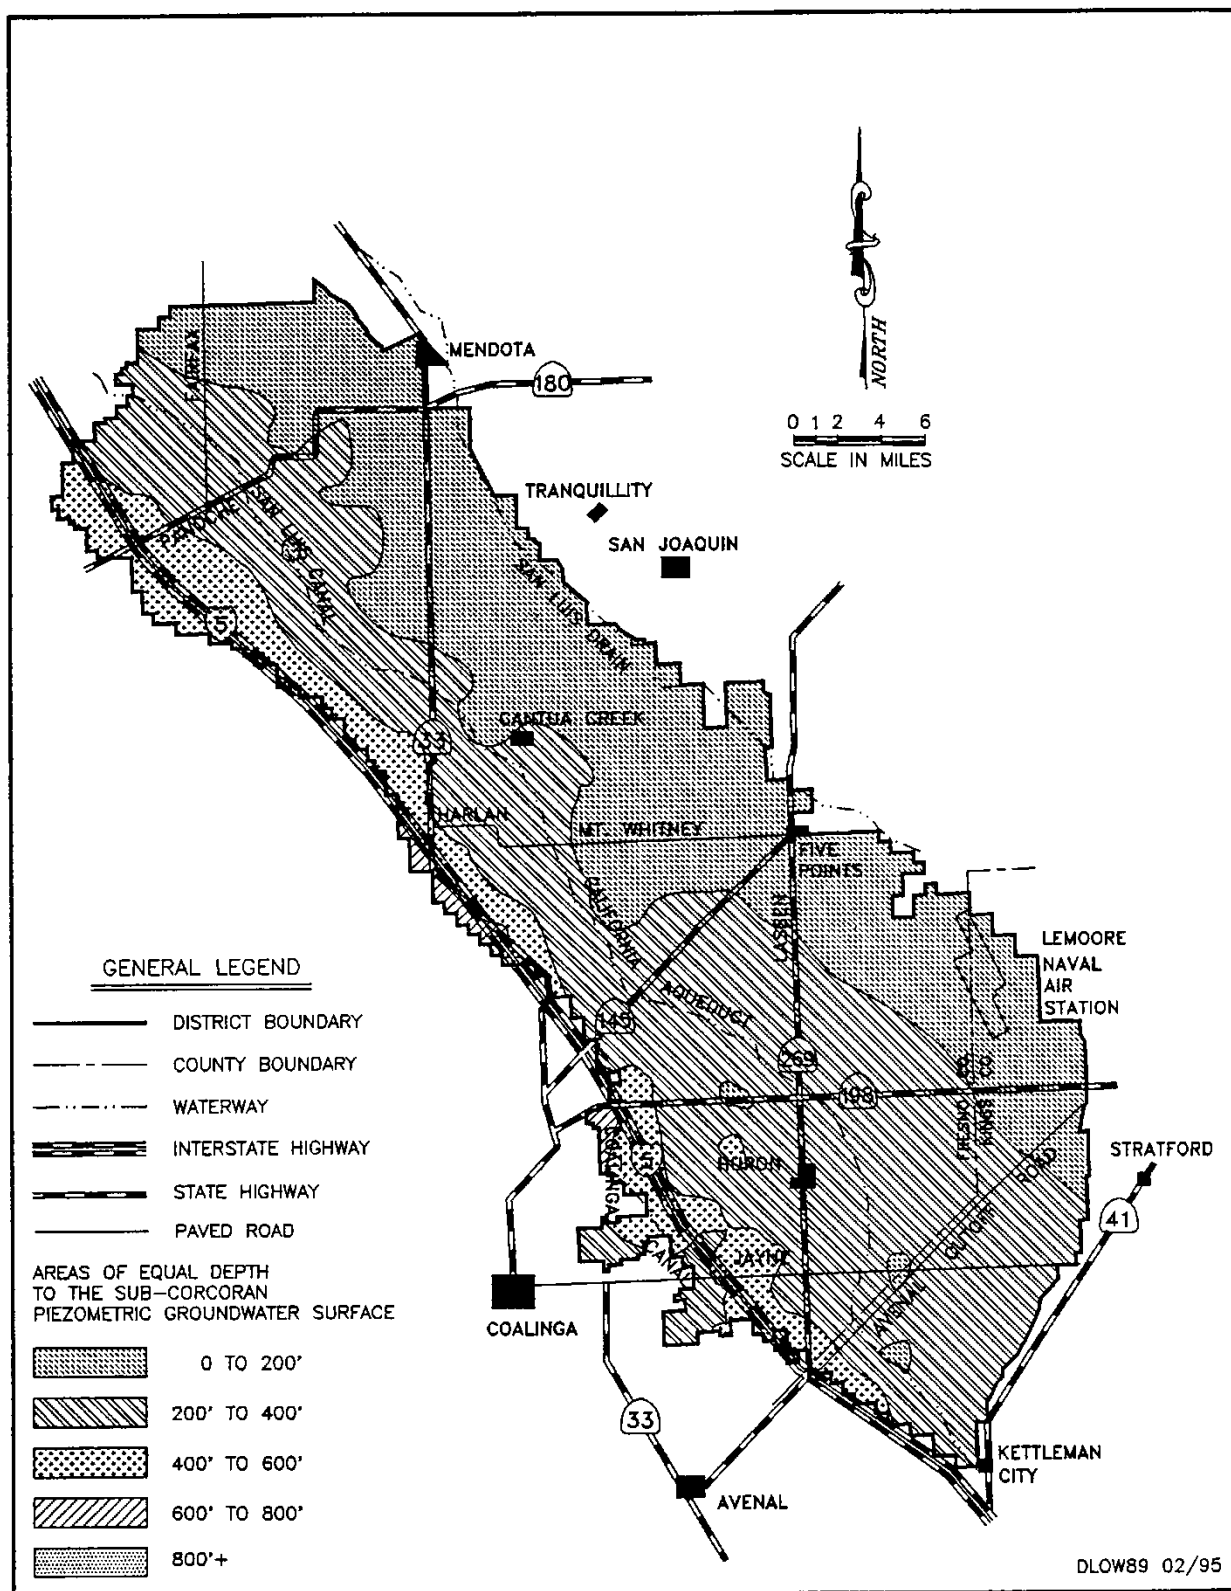 NORTH
0 1 2 4 6
SCALE IN MILES
MENDOTA
180
FAIRFAX
TRANQUILLITY
SAN JOAQUIN
PANOCHE
SAN LUIS CANAL
SAN LUIS DRAIN
5
CANTUA CREEK
33
HARLAN
MT. WHITNEY
FIVE
POINTS
CALIFORNIA
AQUEDUCT
LASSEN
LEMOORE
NAVAL
AIR
STATION
145
269
198
FRESNO CO
KINGS CO
HURON
COALINGA
CANAL
JAYNE
AVENAL CUTOFF ROAD
STRATFORD
41
COALINGA
33
AVENAL
KETTLEMAN
CITY
GENERAL LEGEND
DISTRICT BOUNDARY
COUNTY BOUNDARY
WATERWAY
INTERSTATE HIGHWAY
STATE HIGHWAY
PAVED ROAD
AREAS OF EQUAL DEPTH
TO THE SUB-CORCORAN
PIEZOMETRIC GROUNDWATER SURFACE
0 TO 200'
200' TO 400'
400' TO 600'
600' TO 800'
800'+
DLOW89 02/95